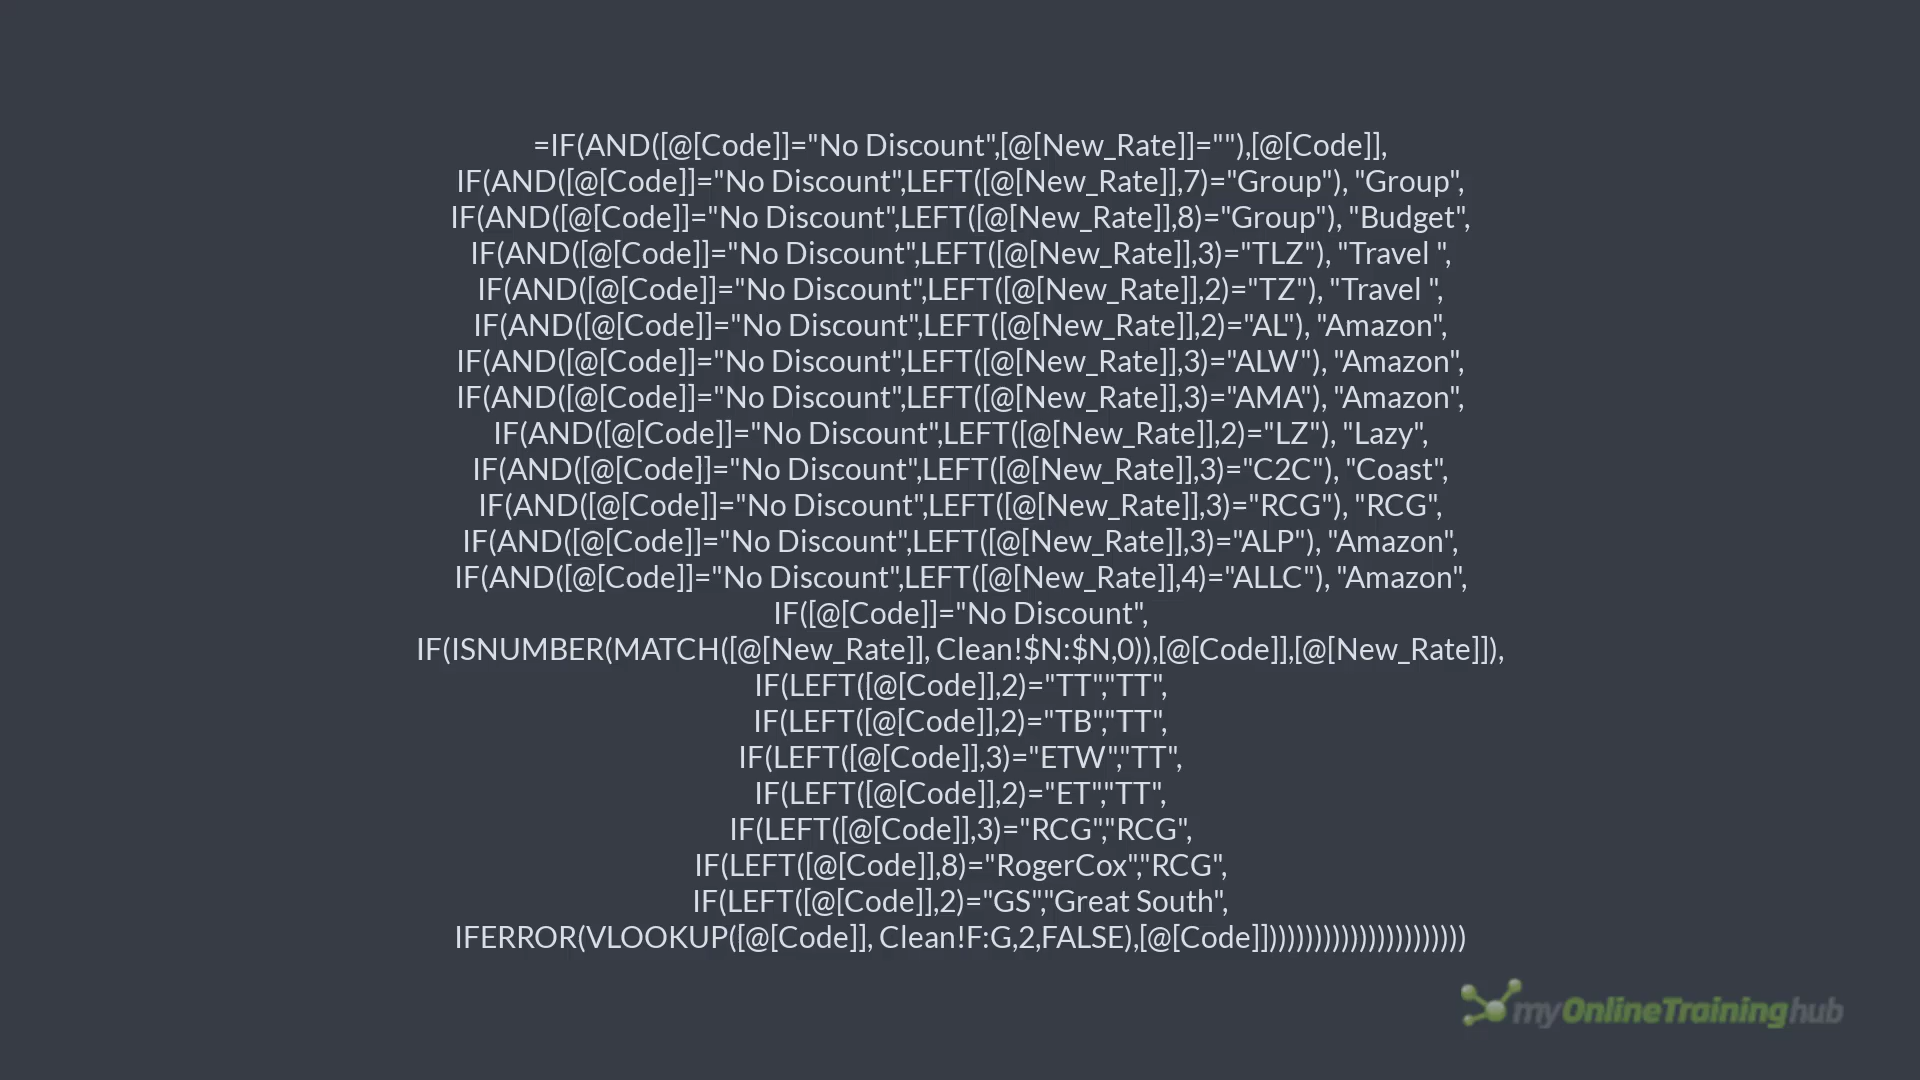 =IF(AND([@[Code]]="No Discount",[@[New_Rate]]=""),[@[Code]],
IF(AND([@[Code]]="No Discount",LEFT([@[New_Rate]],7)="Group"), "Group",
IF(AND([@[Code]]="No Discount",LEFT([@[New_Rate]],8)="Group"), "Budget",
IF(AND([@[Code]]="No Discount",LEFT([@[New_Rate]],3)="TLZ"), "Travel ",
IF(AND([@[Code]]="No Discount",LEFT([@[New_Rate]],2)="TZ"), "Travel ",
IF(AND([@[Code]]="No Discount",LEFT([@[New_Rate]],2)="AL"), "Amazon",
IF(AND([@[Code]]="No Discount",LEFT([@[New_Rate]],3)="ALW"), "Amazon",
IF(AND([@[Code]]="No Discount",LEFT([@[New_Rate]],3)="AMA"), "Amazon",
IF(AND([@[Code]]="No Discount",LEFT([@[New_Rate]],2)="LZ"), "Lazy",
IF(AND([@[Code]]="No Discount",LEFT([@[New_Rate]],3)="C2C"), "Coast",
IF(AND([@[Code]]="No Discount",LEFT([@[New_Rate]],3)="RCG"), "RCG",
IF(AND([@[Code]]="No Discount",LEFT([@[New_Rate]],3)="ALP"), "Amazon",
IF(AND([@[Code]]="No Discount",LEFT([@[New_Rate]],4)="ALLC"), "Amazon",
IF([@[Code]]="No Discount",
IF(ISNUMBER(MATCH([@[New_Rate]], Clean!$N:$N,0)),[@[Code]],[@[New_Rate]]),
IF(LEFT([@[Code]],2)="TT","TT",
IF(LEFT([@[Code]],2)="TB","TT",
IF(LEFT([@[Code]],3)="ETW","TT",
IF(LEFT([@[Code]],2)="ET","TT",
IF(LEFT([@[Code]],3)="RCG","RCG",
IF(LEFT([@[Code]],8)="RogerCox","RCG",
IF(LEFT([@[Code]],2)="GS","Great South",
IFERROR(VLOOKUP([@[Code]], Clean!F:G,2,FALSE),[@[Code]]))))))))))))))))))))))
myOnlineTraininghub